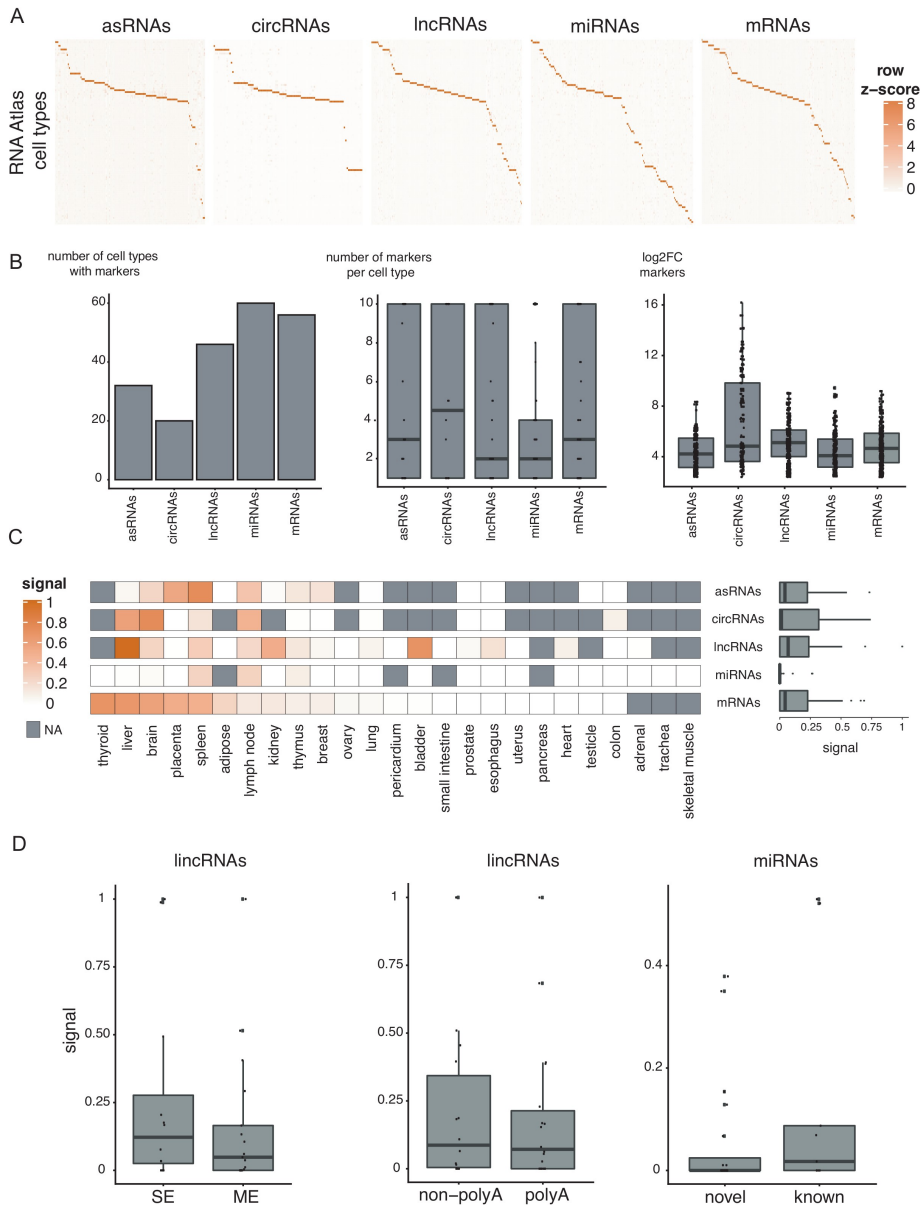 A
asRNAs circRNAs lncRNAs miRNAs mRNAs
RNA Atlas
cell types
row
z−score
8
6
4
2
0
B
number of cell types
with markers
60
40
20
0
asRNAs circRNAs lncRNAs miRNAs mRNAs
number of markers
per cell type
10
8
6
4
2
asRNAs circRNAs lncRNAs miRNAs mRNAs
log2FC
markers
16
12
8
4
asRNAs circRNAs lncRNAs miRNAs mRNAs
C
signal
1
0.8
0.6
0.4
0.2
0
NA
asRNAs
circRNAs
lncRNAs
miRNAs
mRNAs
thyroid liver brain placenta spleen adipose lymph node kidney thymus breast ovary lung pericardium bladder small intestine prostate esophagus uterus pancreas heart testicle colon adrenal trachea skeletal muscle
0 0.25 0.5 0.75 1
signal
D
lincRNAs
signal
1
0.75
0.50
0.25
0
SE ME
lincRNAs
1
0.75
0.50
0.25
0
non−polyA polyA
miRNAs
0.4
0.2
0
novel known